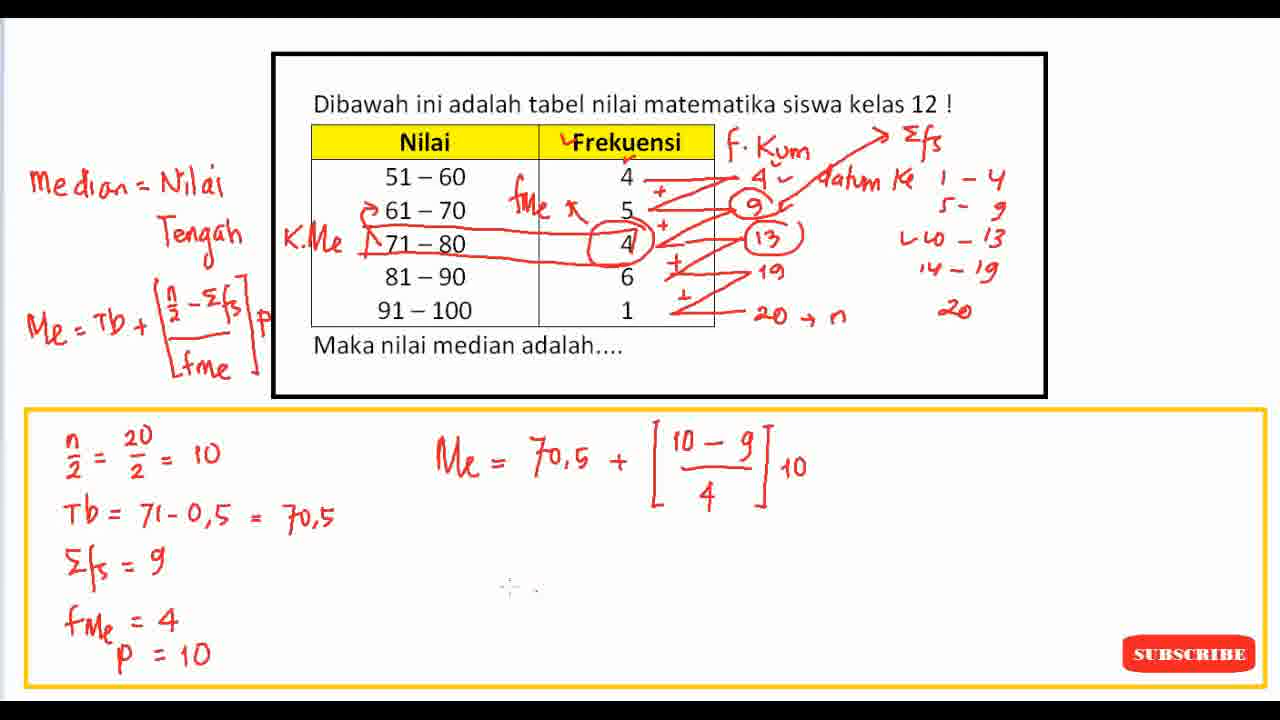 Dibawah ini adalah tabel nilai matematika siswa kelas 12 !
Nilai Frekuensi f. Kum Σfs
51 – 60 4 4 datum ke 1 – 4
61 – 70 5 9 5 – 9
71 – 80 4 13 10 – 13
81 – 90 6 19 14 – 19
91 – 100 1 20 → n 20
Maka nilai median adalah....
fMe
K.Me
+
+
+
+
Median = Nilai
Tengah
Me = Tb + [n/2 – Σfs / fMe] p
n/2 = 20/2 = 10
Tb = 71 – 0,5 = 70,5
Σfs = 9
fMe = 4
p = 10
Me = 70,5 + [10 – 9 / 4] 10
SUBSCRIBE